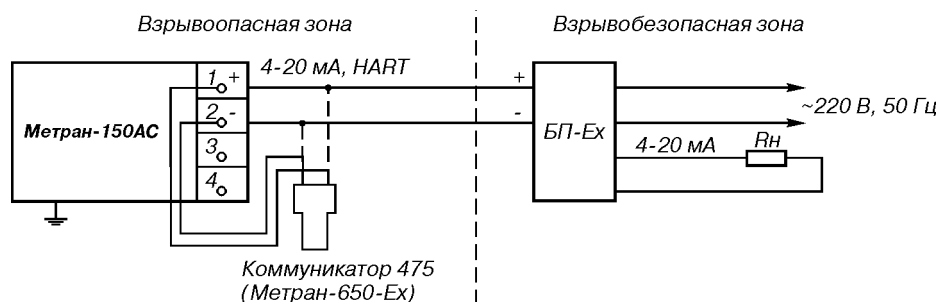 Взрывоопасная зона
Взрывобезопасная зона
1 +
4-20 мА, HART
+
2 -
-
~220 В, 50 Гц
Метран-150АС
БП-Ех
3
4-20 мА
Rн
4
Коммуникатор 475
(Метран-650-Ех)